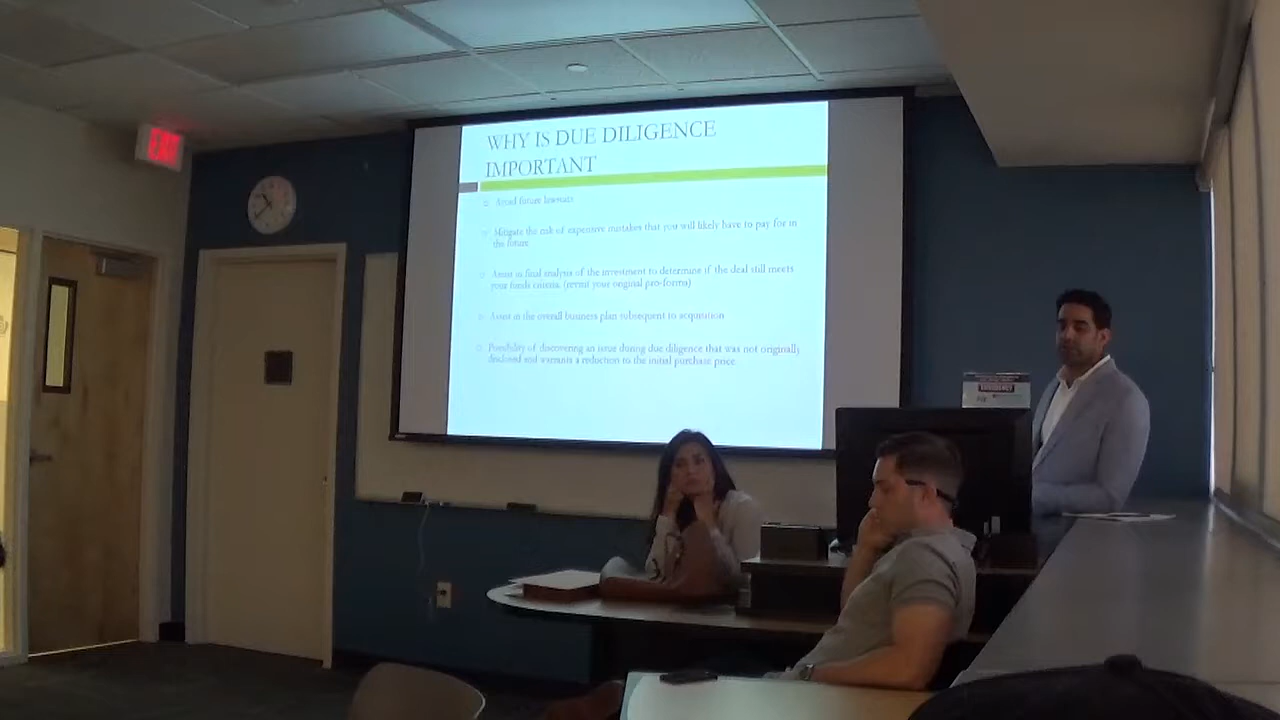 EXIT
WHY IS DUE DILIGENCE
IMPORTANT
Avoid future lawsuits
Mitigate the risk of expensive mistakes that you will likely have to pay for in
the future
Assist in final analysis of the investment to determine if the deal still meets
your funds criteria. (revisit your original pro-forma)
Assist in the overall business plan subsequent to acquisition
Possibility of discovering an issue during due diligence that was not originally
disclosed and warrants a reduction to the initial purchase price.
EMERGENCY